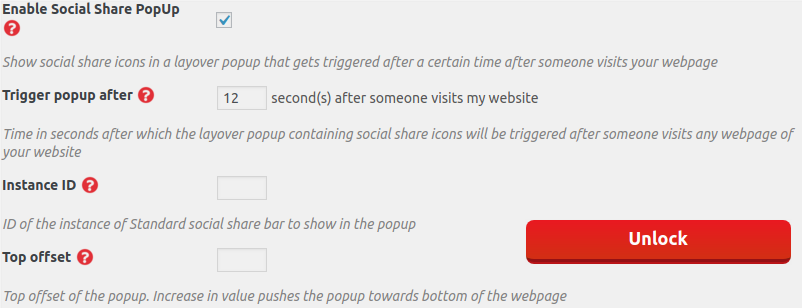 Enable Social Share PopUp
Show social share icons in a layover popup that gets triggered after a certain time after someone visits your webpage
Trigger popup after ? 12 second(s) after someone visits my website
Time in seconds after which the layover popup containing social share icons will be triggered after someone visits any webpage of
your website
Instance ID ?
ID of the instance of Standard social share bar to show in the popup
Unlock
Top offset ?
Top offset of the popup. Increase in value pushes the popup towards bottom of the webpage